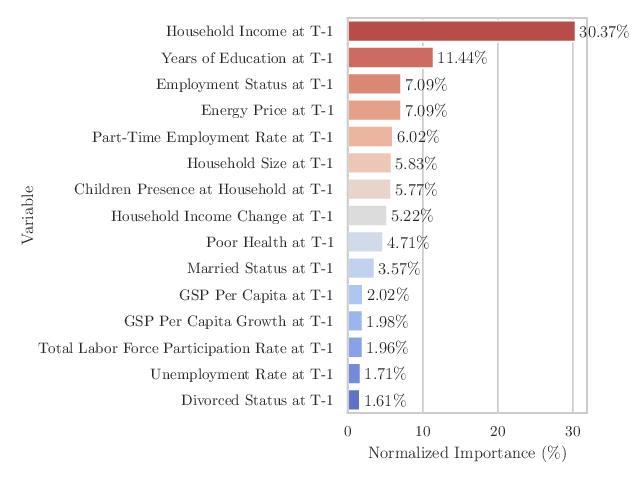 Household Income at T-1 30.37%
Years of Education at T-1 11.44%
Employment Status at T-1 7.09%
Energy Price at T-1 7.09%
Part-Time Employment Rate at T-1 6.02%
Household Size at T-1 5.83%
Children Presence at Household at T-1 5.77%
Household Income Change at T-1 5.22%
Poor Health at T-1 4.71%
Married Status at T-1 3.57%
GSP Per Capita at T-1 2.02%
GSP Per Capita Growth at T-1 1.98%
Total Labor Force Participation Rate at T-1 1.96%
Unemployment Rate at T-1 1.71%
Divorced Status at T-1 1.61%
Variable
0 10 20 30
Normalized Importance (%)